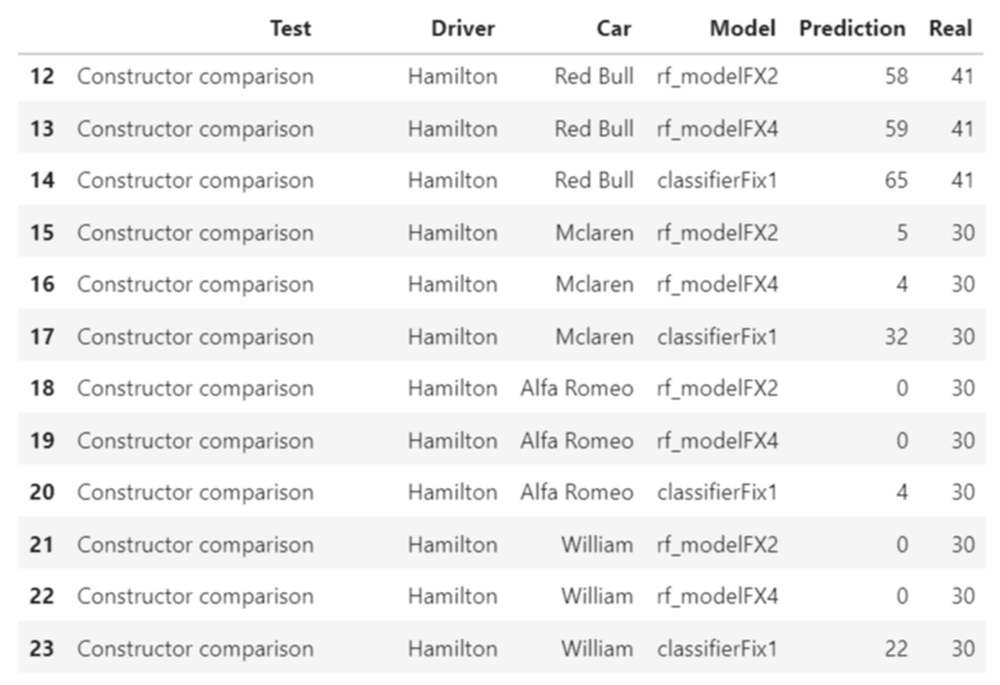 Test Driver Car Model Prediction Real
12 Constructor comparison Hamilton Red Bull rf_modelFX2 58 41
13 Constructor comparison Hamilton Red Bull rf_modelFX4 59 41
14 Constructor comparison Hamilton Red Bull classifierFix1 65 41
15 Constructor comparison Hamilton Mclaren rf_modelFX2 5 30
16 Constructor comparison Hamilton Mclaren rf_modelFX4 4 30
17 Constructor comparison Hamilton Mclaren classifierFix1 32 30
18 Constructor comparison Hamilton Alfa Romeo rf_modelFX2 0 30
19 Constructor comparison Hamilton Alfa Romeo rf_modelFX4 0 30
20 Constructor comparison Hamilton Alfa Romeo classifierFix1 4 30
21 Constructor comparison Hamilton William rf_modelFX2 0 30
22 Constructor comparison Hamilton William rf_modelFX4 0 30
23 Constructor comparison Hamilton William classifierFix1 22 30